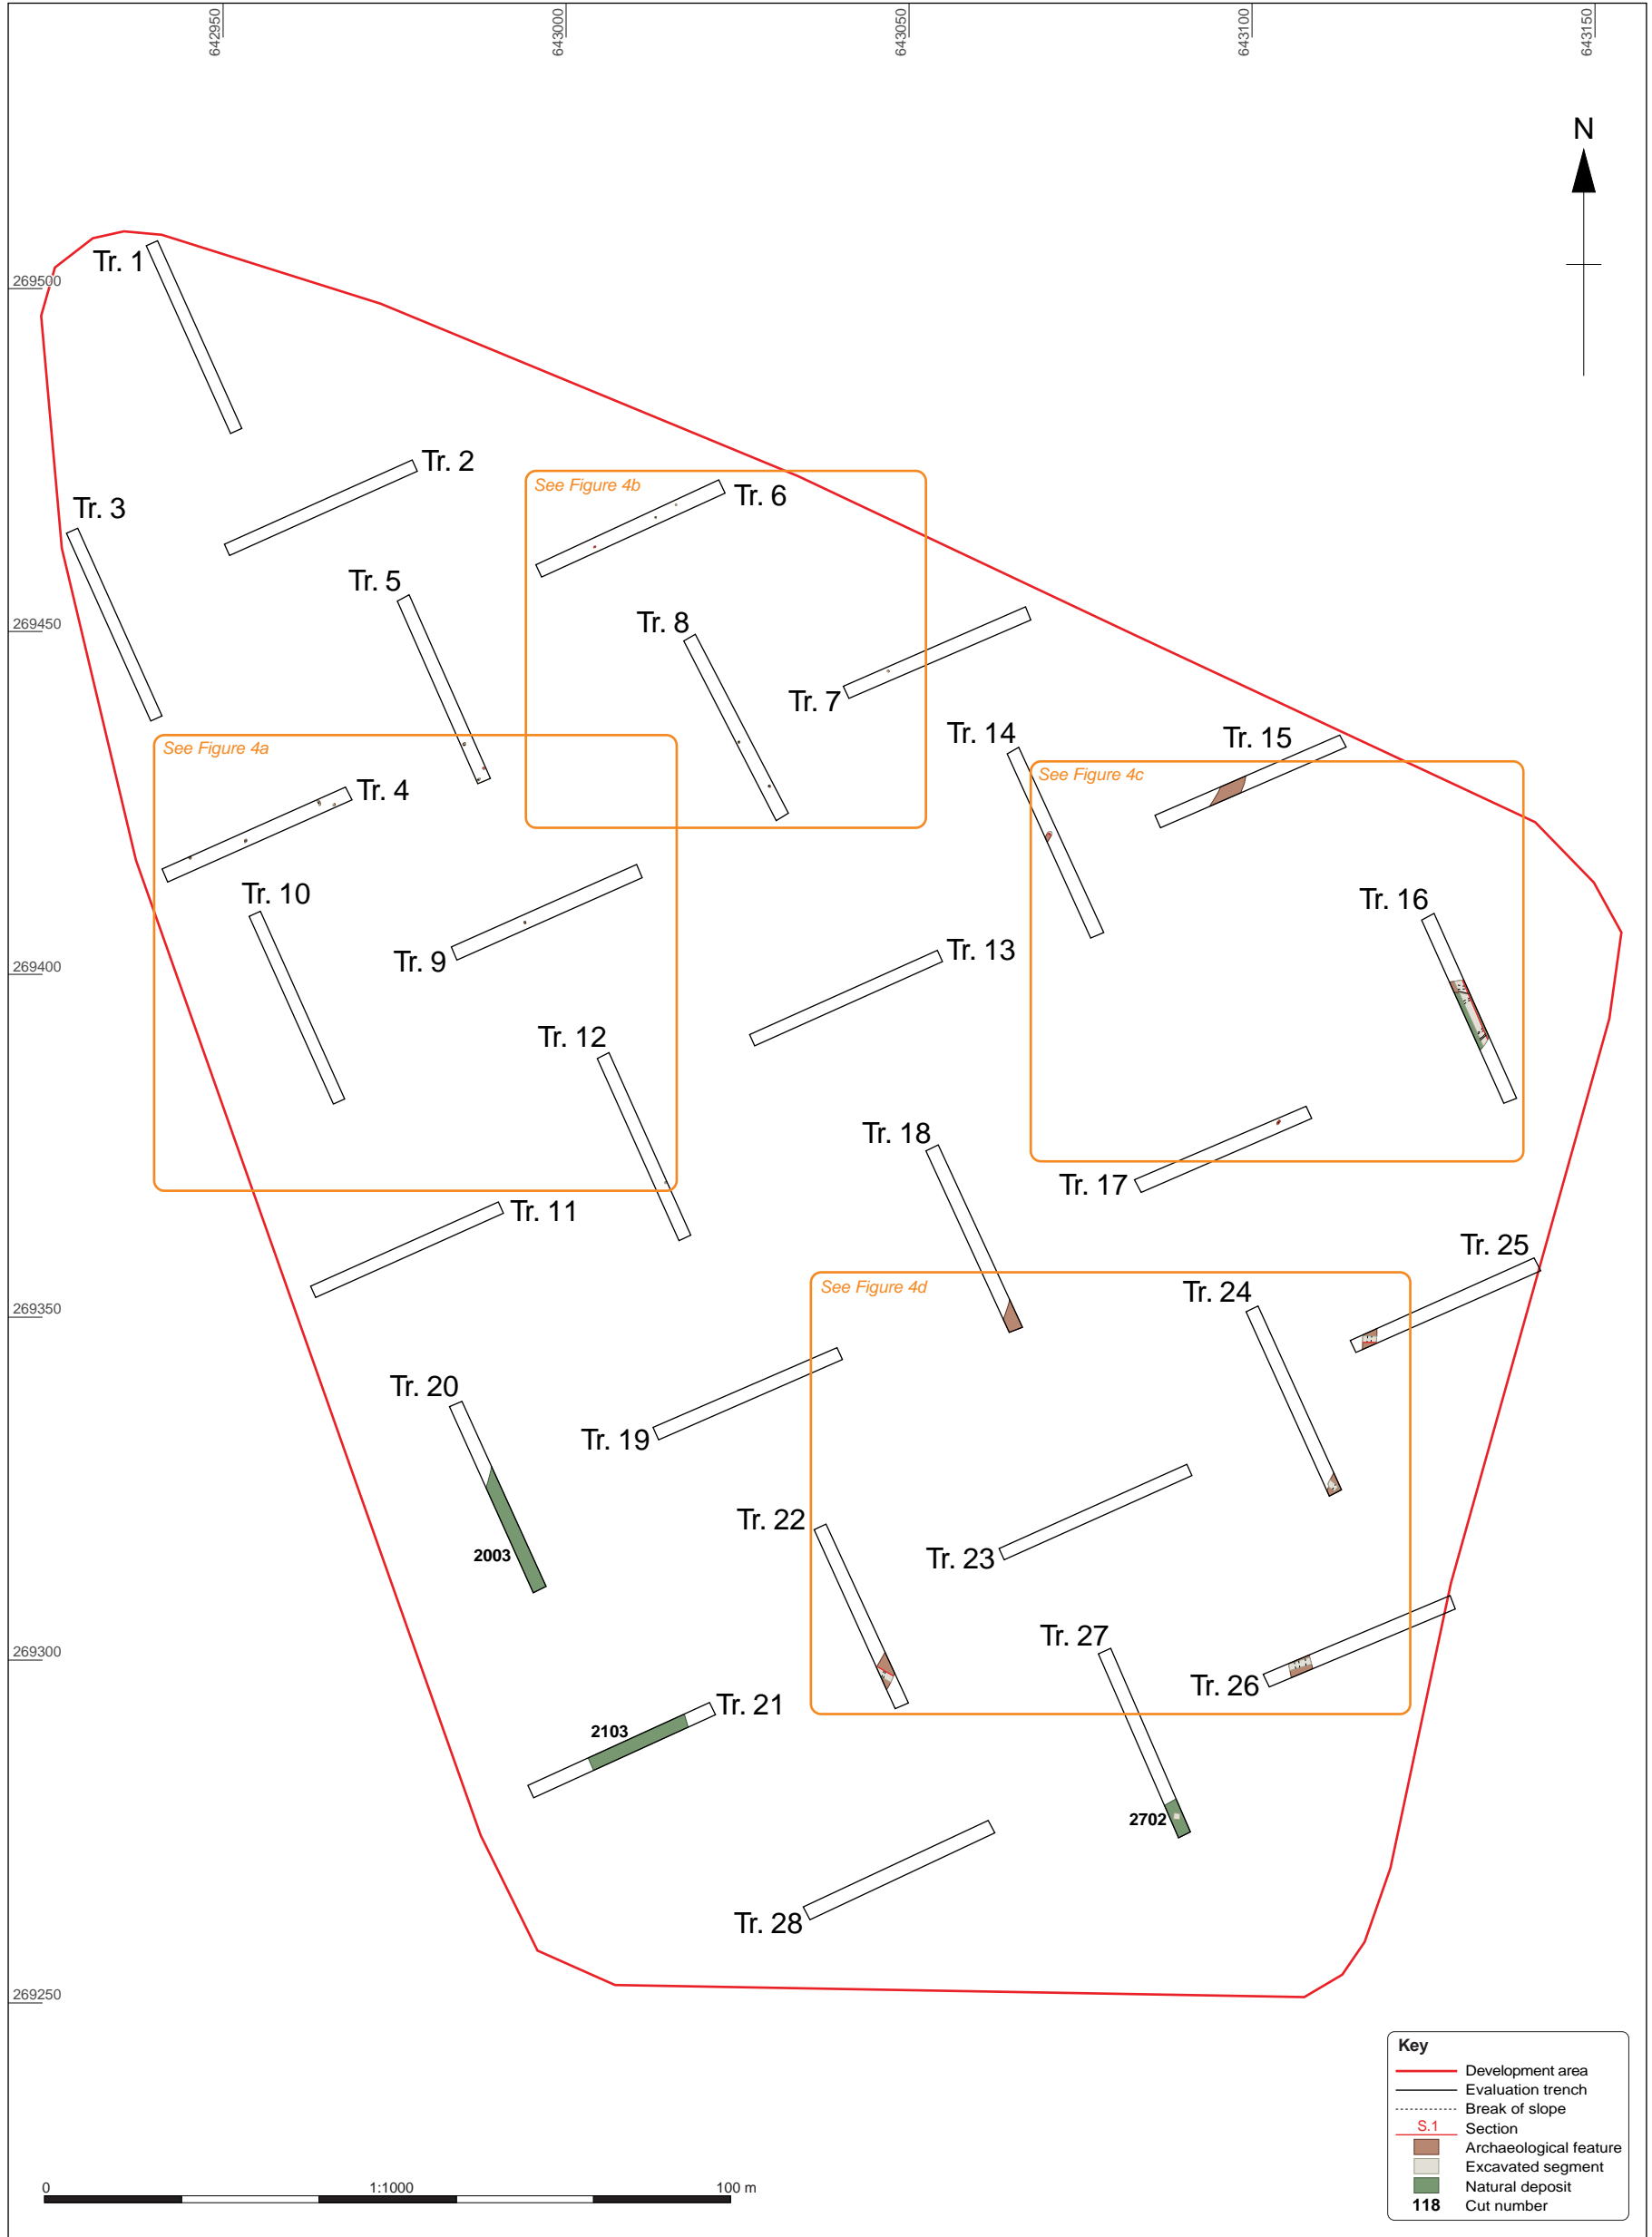 642950
643000
643050
643100
643150
N
Tr. 1
269500
Tr. 2
See Figure 4b
Tr. 6
Tr. 3
Tr. 5
Tr. 8
269450
Tr. 7
Tr. 14
Tr. 15
See Figure 4a
See Figure 4c
Tr. 4
Tr. 10
Tr. 16
Tr. 9
Tr. 13
269400
Tr. 12
Tr. 18
Tr. 17
Tr. 11
Tr. 25
See Figure 4d
Tr. 24
269350
Tr. 20
Tr. 19
Tr. 22
2003
Tr. 23
Tr. 27
269300
Tr. 26
Tr. 21
2103
2702
Tr. 28
269250
Key
Development area
Evaluation trench
Break of slope
S.1 Section
Archaeological feature
Excavated segment
Natural deposit
118 Cut number
0 1:1000 100 m